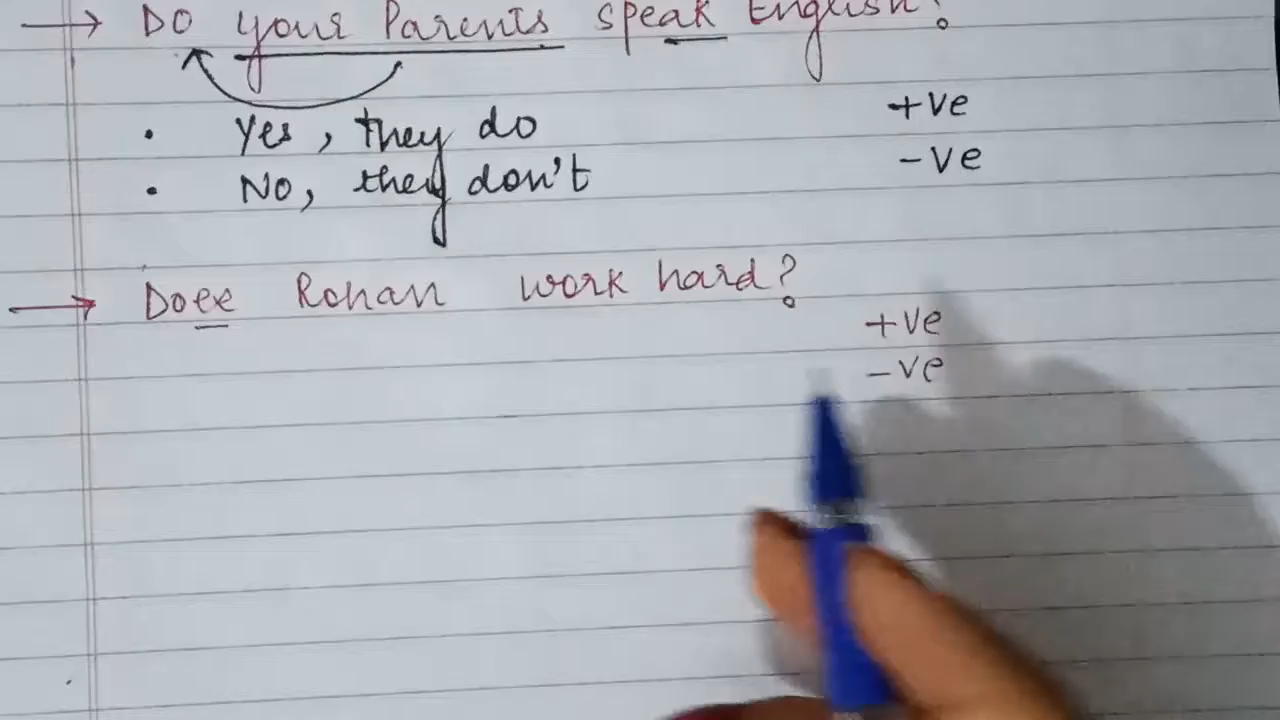 → Do your Parents speak English?
• Yes, they do +ve
• No, they don't -ve
→ Does Rohan work hard?
+ve
-ve